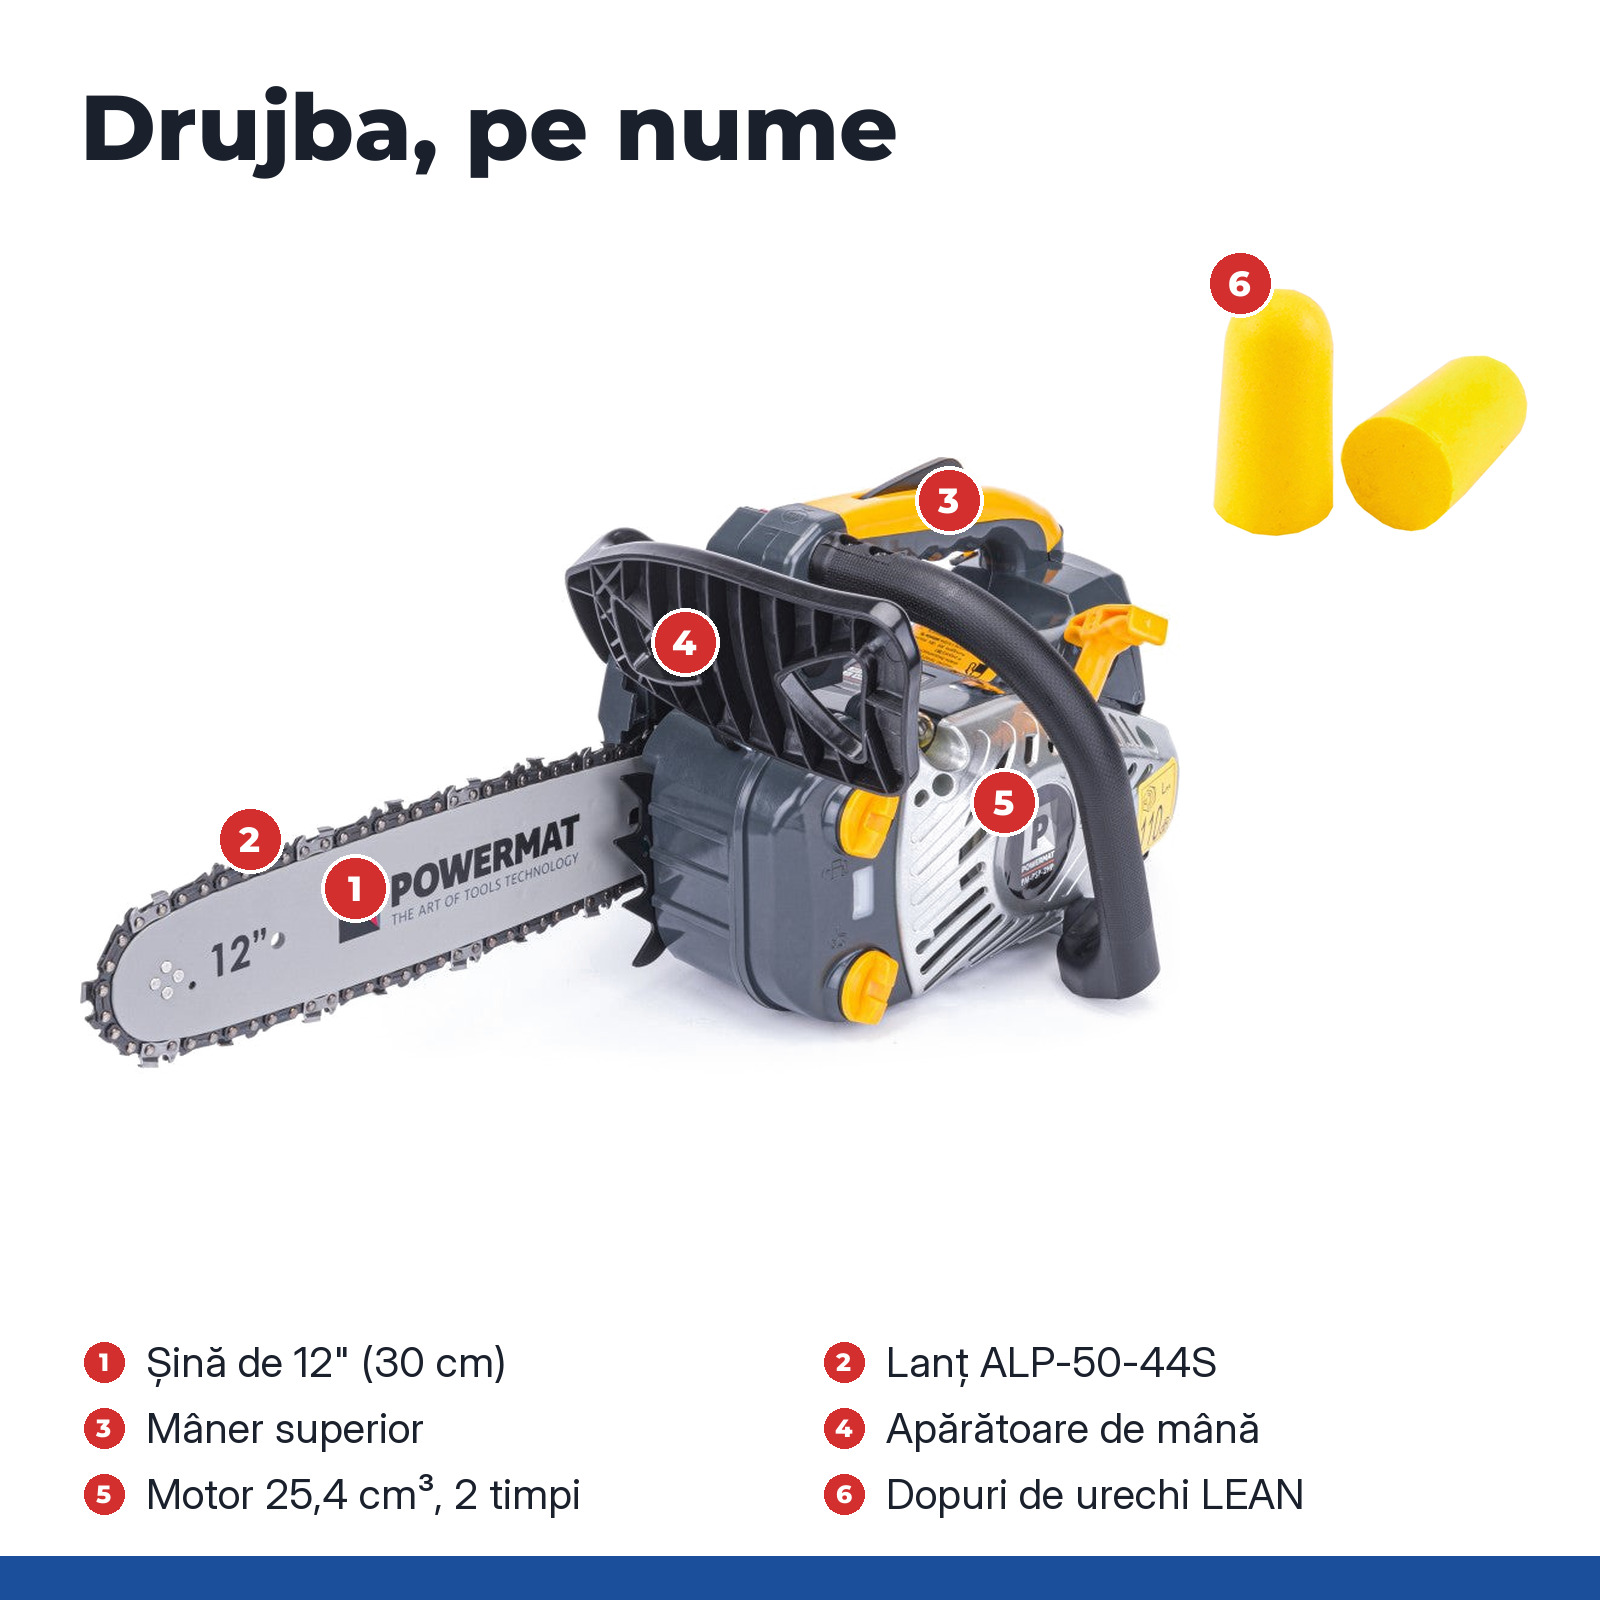 Drujba, pe nume
6
3
4
5
2
1
POWERMAT
THE ART OF TOOLS TECHNOLOGY
12”
P
POWERMAT
110
1 Șină de 12" (30 cm)
2 Lanț ALP-50-44S
3 Mâner superior
4 Apărătoare de mână
5 Motor 25,4 cm³, 2 timpi
6 Dopuri de urechi LEAN